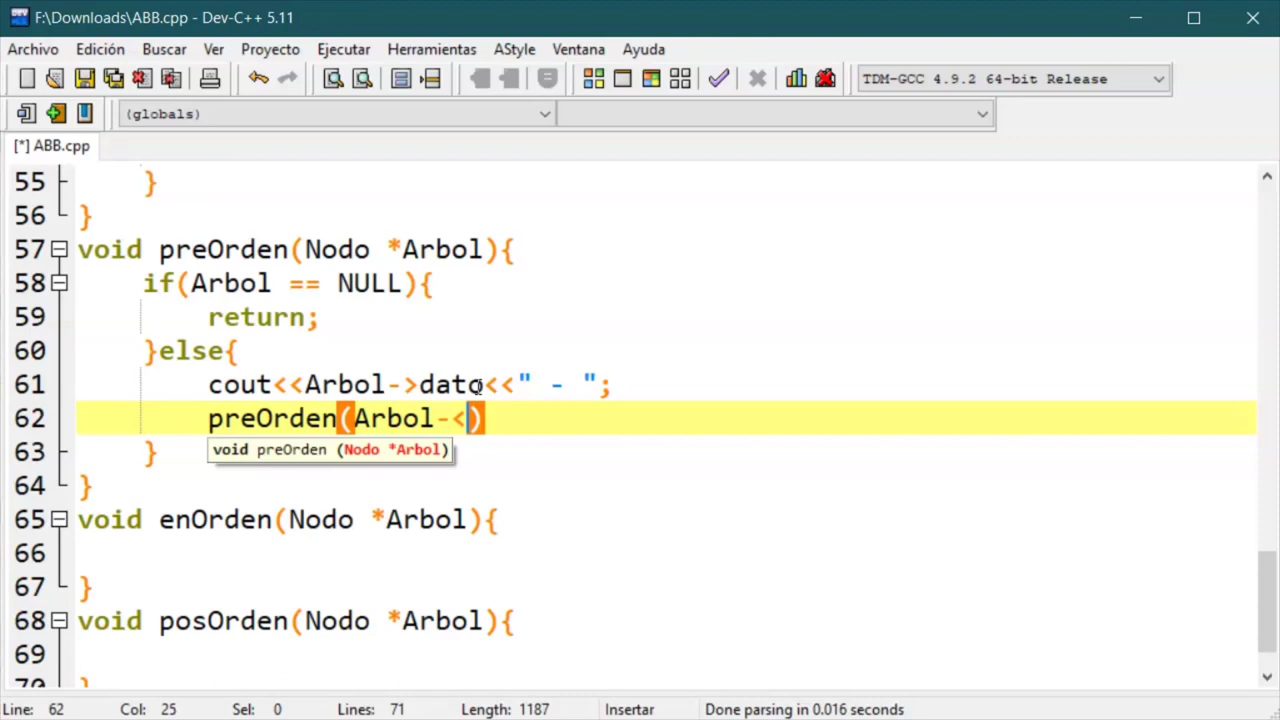 F:\Downloads\ABB.cpp - Dev-C++ 5.11
Archivo Edición Buscar Ver Proyecto Ejecutar Herramientas AStyle Ventana Ayuda
TDM-GCC 4.9.2 64-bit Release
(globals)
[*] ABB.cpp
55 }
56 }
57 void preOrden(Nodo *Arbol){
58 if(Arbol == NULL){
59 return;
60 }else{
61 cout<<Arbol->dato<<" - ";
62 preOrden(Arbol-<)
void preOrden (Nodo *Arbol)
63 }
64 }
65 void enOrden(Nodo *Arbol){
66
67 }
68 void posOrden(Nodo *Arbol){
69
70 }
Line: 62 Col: 25 Sel: 0 Lines: 71 Length: 1187 Insertar Done parsing in 0.016 seconds